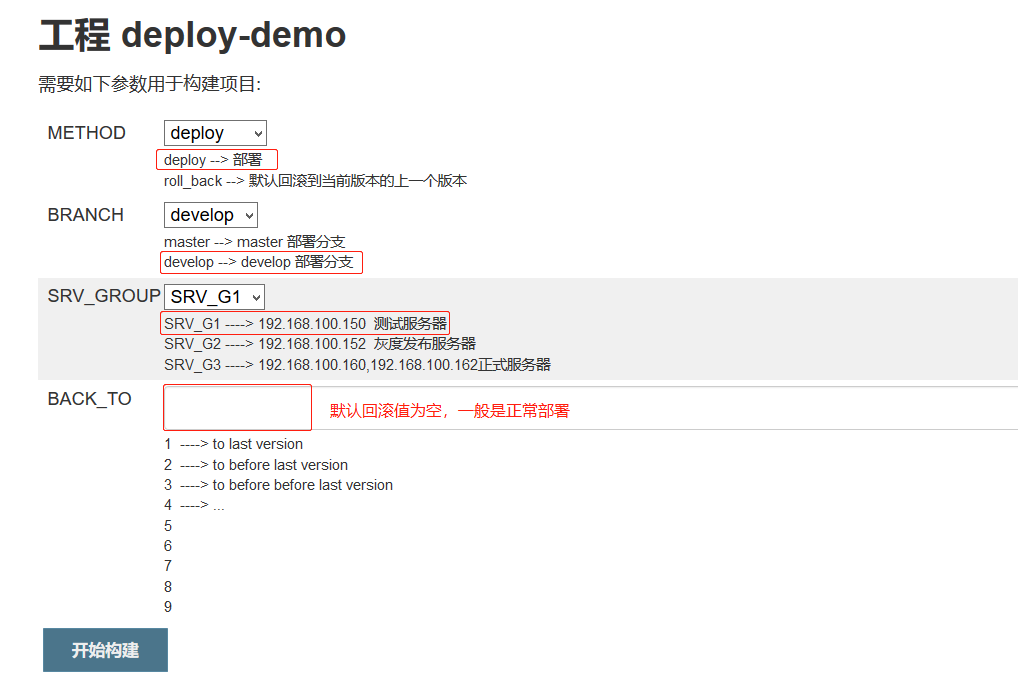 工程 deploy-demo
需要如下参数用于构建项目:
METHOD deploy
deploy --> 部署
roll_back --> 默认回滚到当前版本的上一个版本
BRANCH develop
master --> master 部署分支
develop --> develop 部署分支
SRV_GROUP SRV_G1
SRV_G1 ----> 192.168.100.150 测试服务器
SRV_G2 ----> 192.168.100.152 灰度发布服务器
SRV_G3 ----> 192.168.100.160,192.168.100.162正式服务器
BACK_TO 默认回滚值为空，一般是正常部署
1 ----> to last version
2 ----> to before last version
3 ----> to before before last version
4 ----> ...
5
6
7
8
9
开始构建